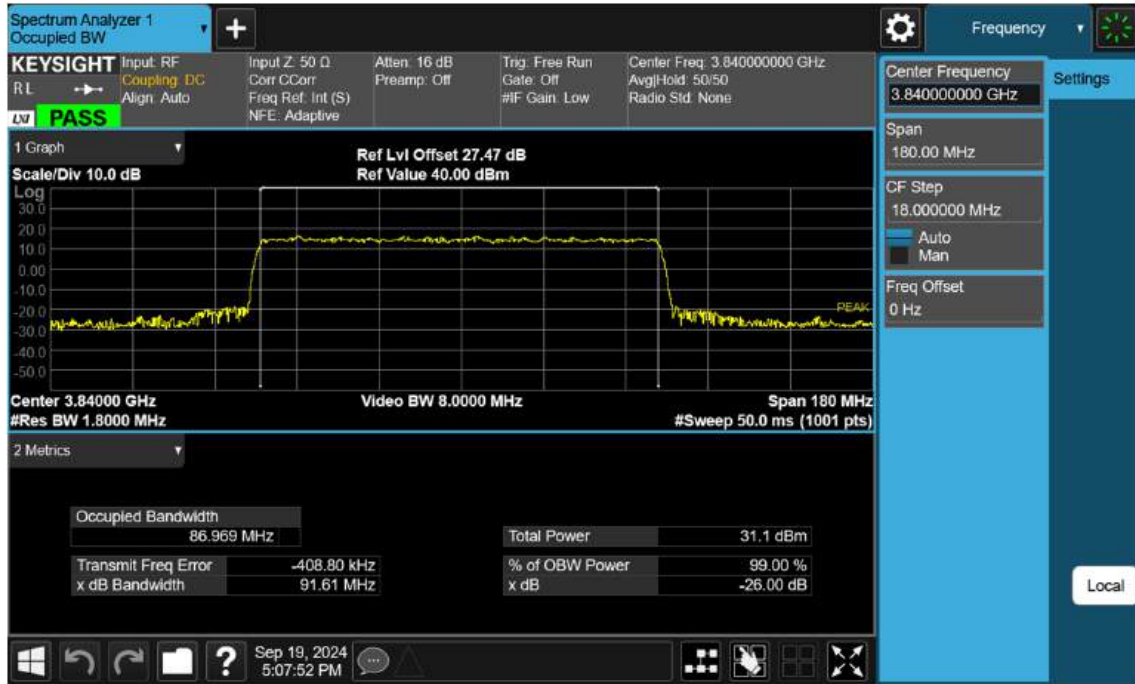 Spectrum Analyzer 1
Occupied BW
Frequency
KEYSIGHT
R L
LXI
PASS
Input: RF
Coupling: DC
Align: Auto
Input Z: 50 Ω
Corr CCorr
Freq Ref: Int (S)
NFE: Adaptive
Atten: 16 dB
Preamp: Off
Trig: Free Run
Gate: Off
#IF Gain: Low
Center Freq: 3.840000000 GHz
Avg|Hold: 50/50
Radio Std: None
Center Frequency
3.840000000 GHz
Settings
Span
180.00 MHz
CF Step
18.000000 MHz
Auto
Man
Freq Offset
0 Hz
1 Graph
Scale/Div 10.0 dB
Ref Lvl Offset 27.47 dB
Ref Value 40.00 dBm
Log
30.0
20.0
10.0
0.00
-10.0
-20.0
-30.0
-40.0
-50.0
PEAK
Center 3.84000 GHz
#Res BW 1.8000 MHz
Video BW 8.0000 MHz
Span 180 MHz
#Sweep 50.0 ms (1001 pts)
2 Metrics
Occupied Bandwidth
86.969 MHz
Transmit Freq Error -408.80 kHz
x dB Bandwidth 91.61 MHz
Total Power 31.1 dBm
% of OBW Power 99.00 %
x dB -26.00 dB
Local
?
Sep 19, 2024
5:07:52 PM